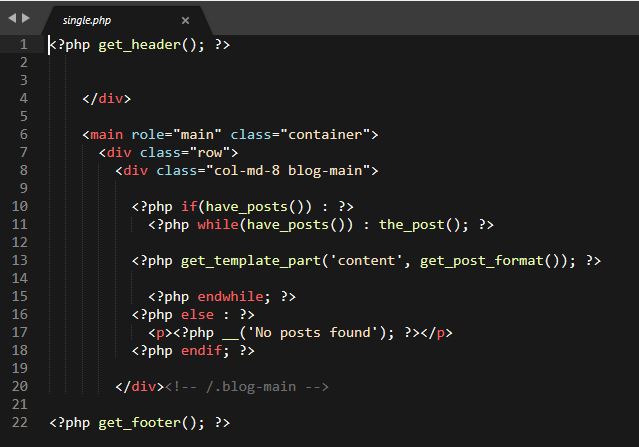 single.php ×
1 <?php get_header(); ?>
2
3
4 </div>
5
6 <main role="main" class="container">
7 <div class="row">
8 <div class="col-md-8 blog-main">
9
10 <?php if(have_posts()) : ?>
11 <?php while(have_posts()) : the_post(); ?>
12
13 <?php get_template_part('content', get_post_format()); ?>
14
15 <?php endwhile; ?>
16 <?php else : ?>
17 <p><?php __('No posts found'); ?></p>
18 <?php endif; ?>
19
20 </div><!-- /.blog-main -->
21
22 <?php get_footer(); ?>